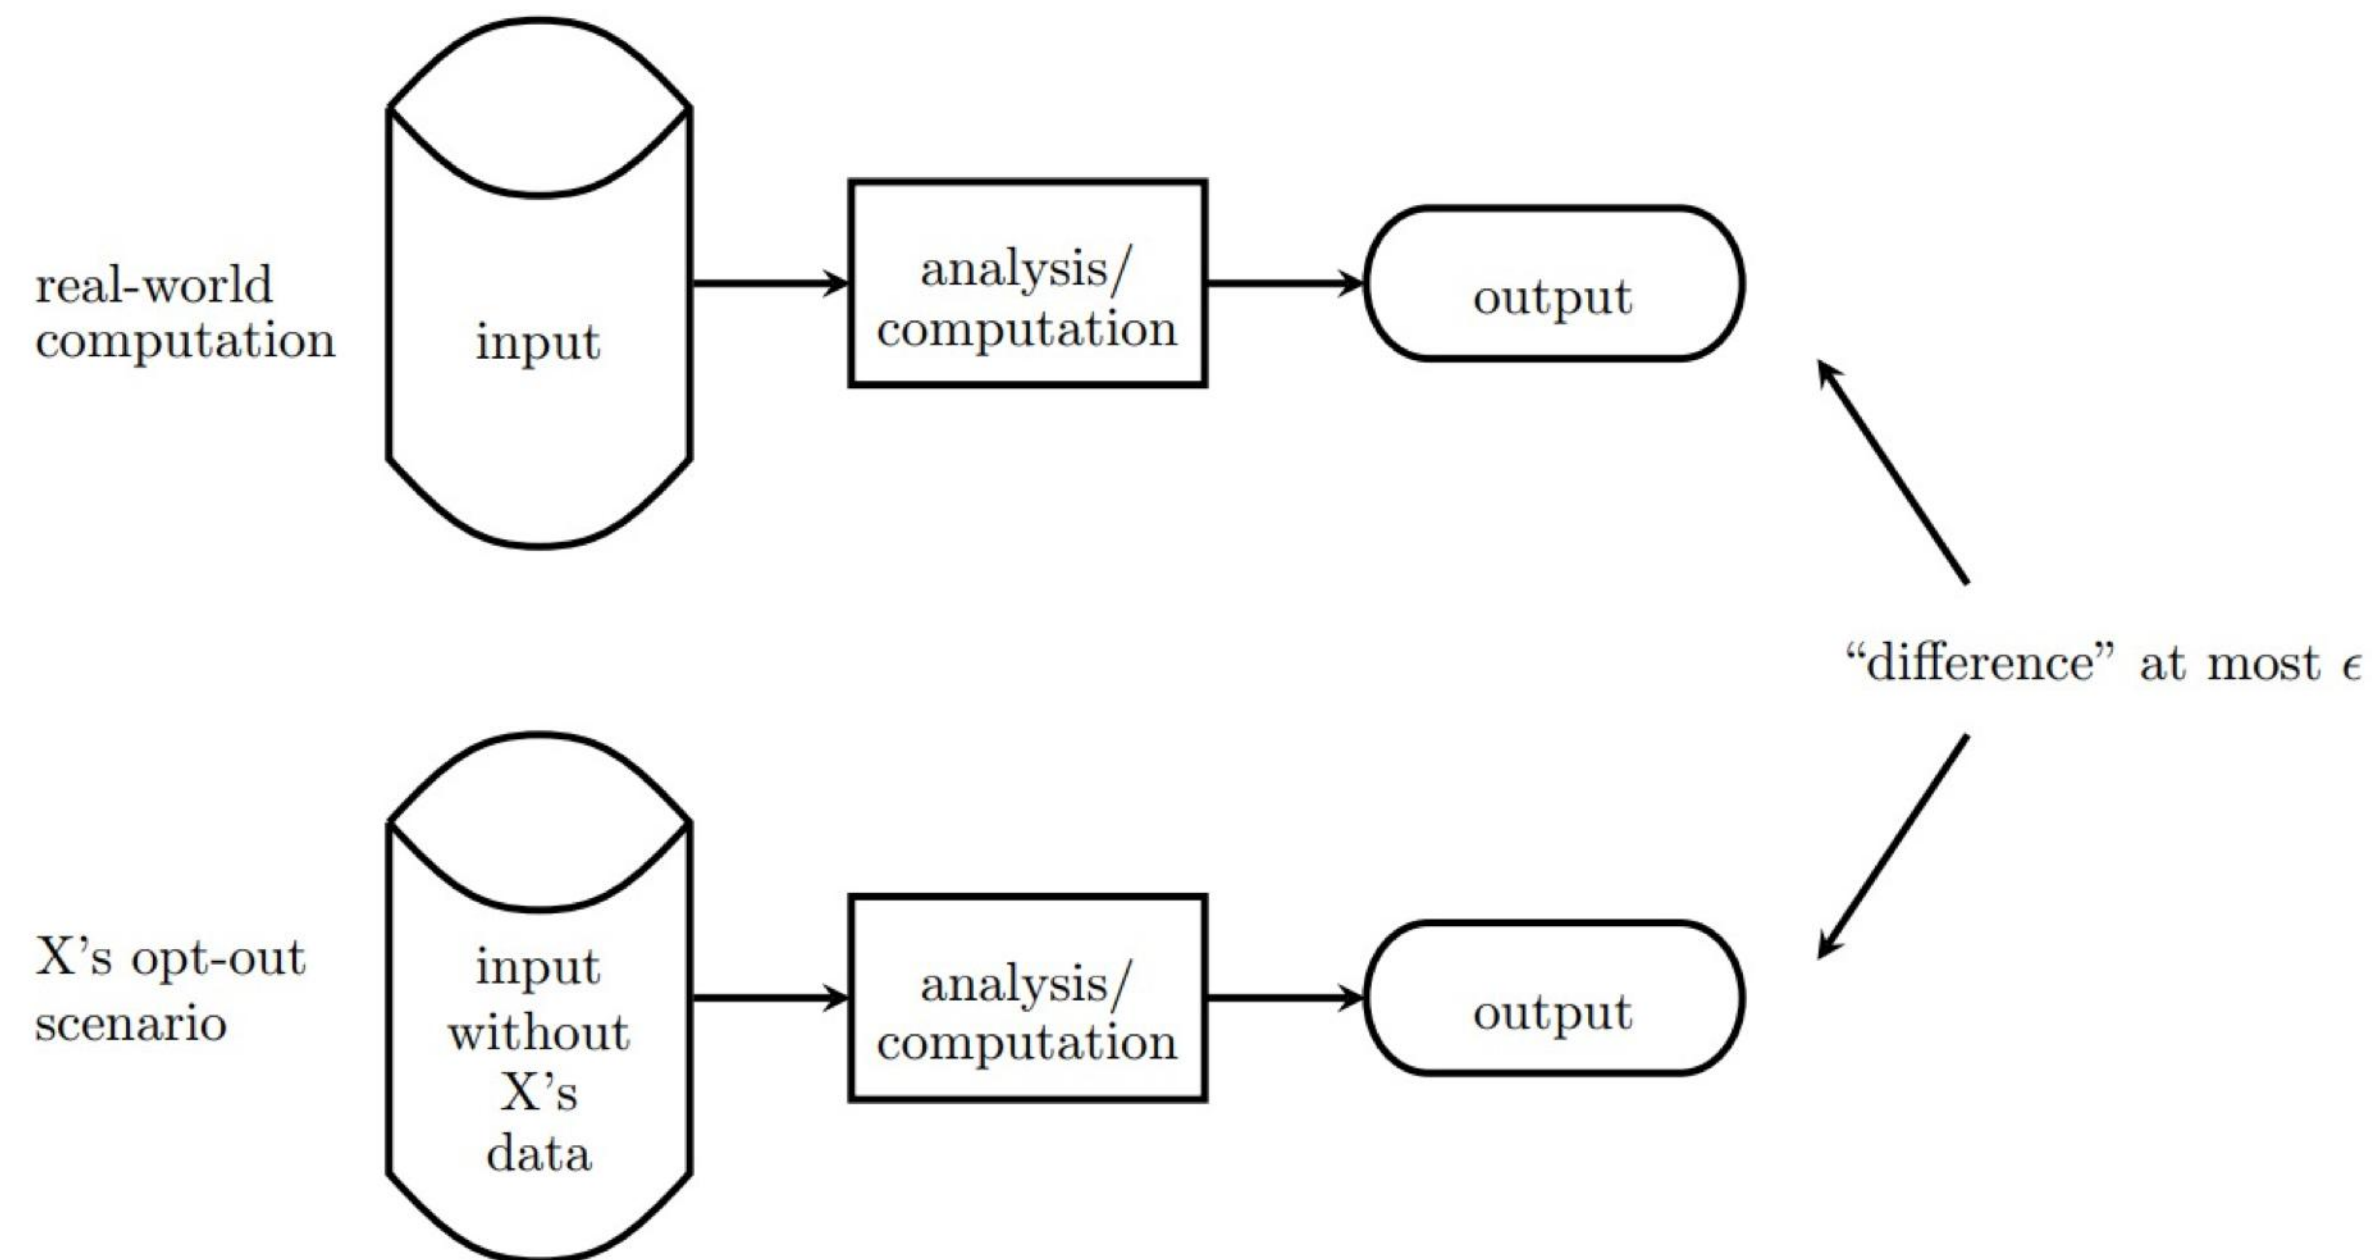 real-world
computation
input
analysis/
computation
output
“difference” at most ϵ
X’s opt-out
scenario
input
without
X’s
data
analysis/
computation
output